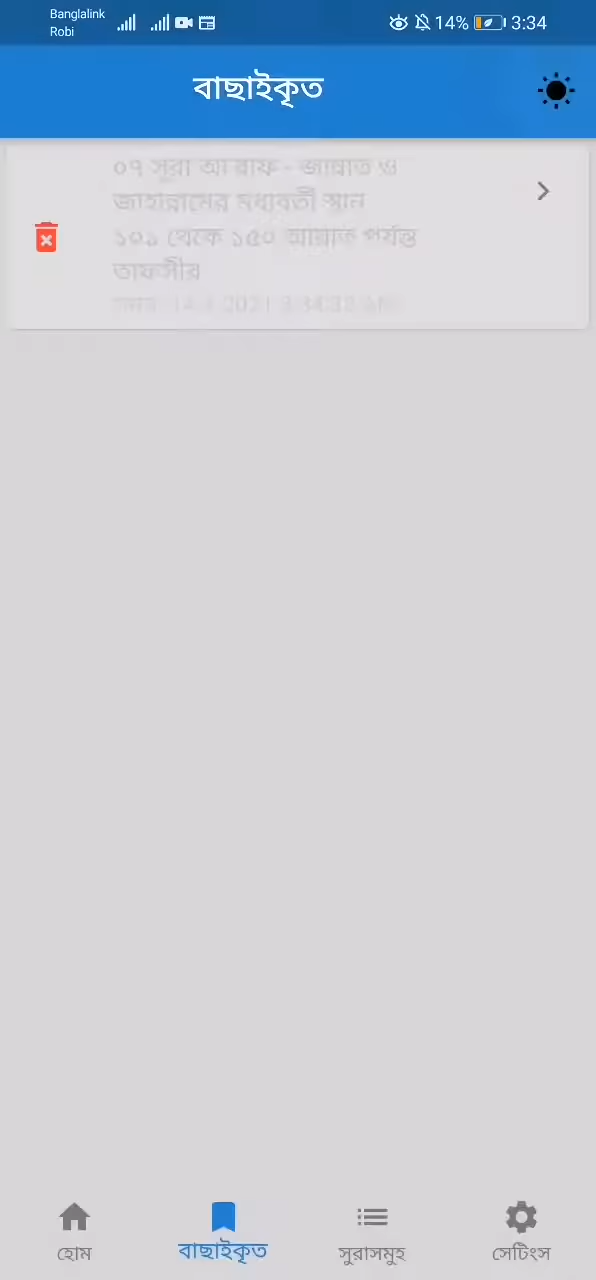 Banglalink
Robi
14% 3:34
বাছাইকৃত
০৭ সূরা আ'রাফ - জান্নাত ও
জাহান্নামের মধ্যবর্তী স্থান
১০১ থেকে ১৫০ আয়াত পর্যন্ত
তাফসীর
হোম
বাছাইকৃত
সুরাসমুহ
সেটিংস